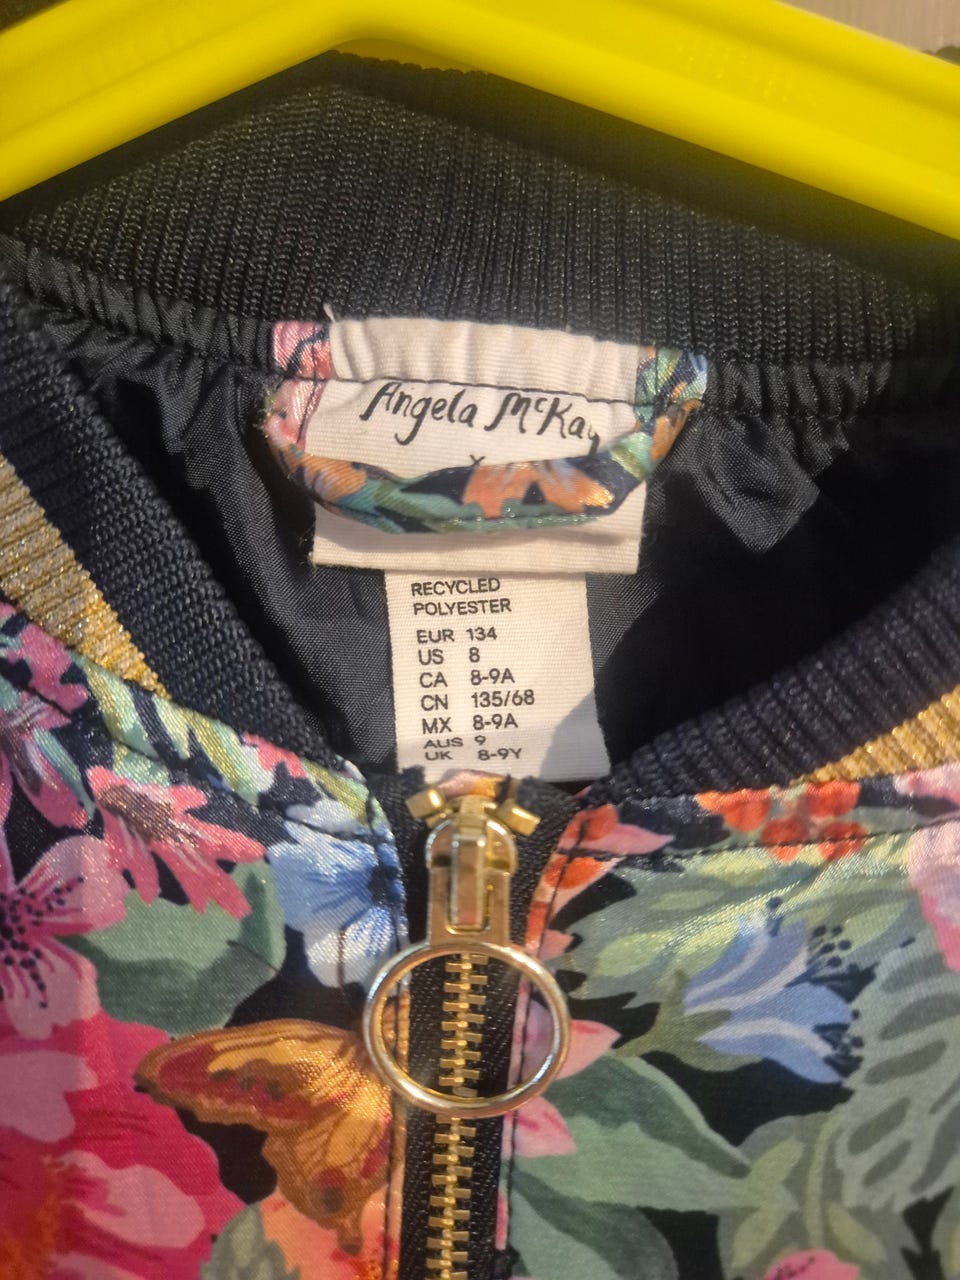 Angela McKay
x
RECYCLED
POLYESTER
EUR 134
US 8
CA 8-9A
CN 135/68
MX 8-9A
AUS 9
UK 8-9Y